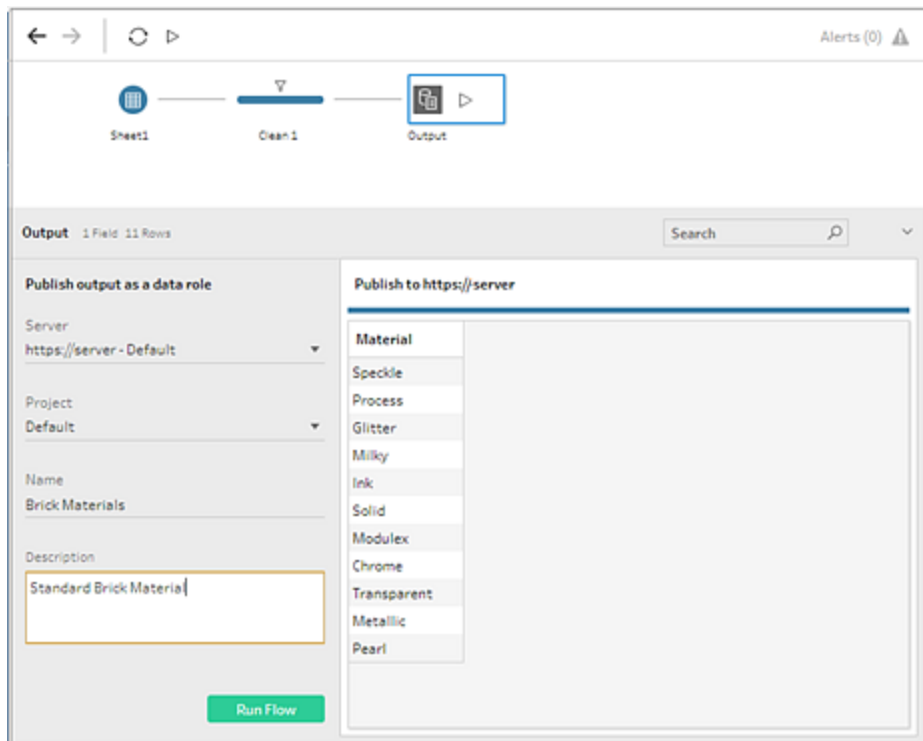 Alerts (0)
Sheet1
Clean 1
Output
Output 1 Field 11 Rows
Search
Publish output as a data role
Server
https://server - Default
Project
Default
Name
Brick Materials
Description
Standard Brick Material
Run Flow
Publish to https://server
Material
Speckle
Process
Glitter
Milky
Ink
Solid
Modulex
Chrome
Transparent
Metallic
Pearl